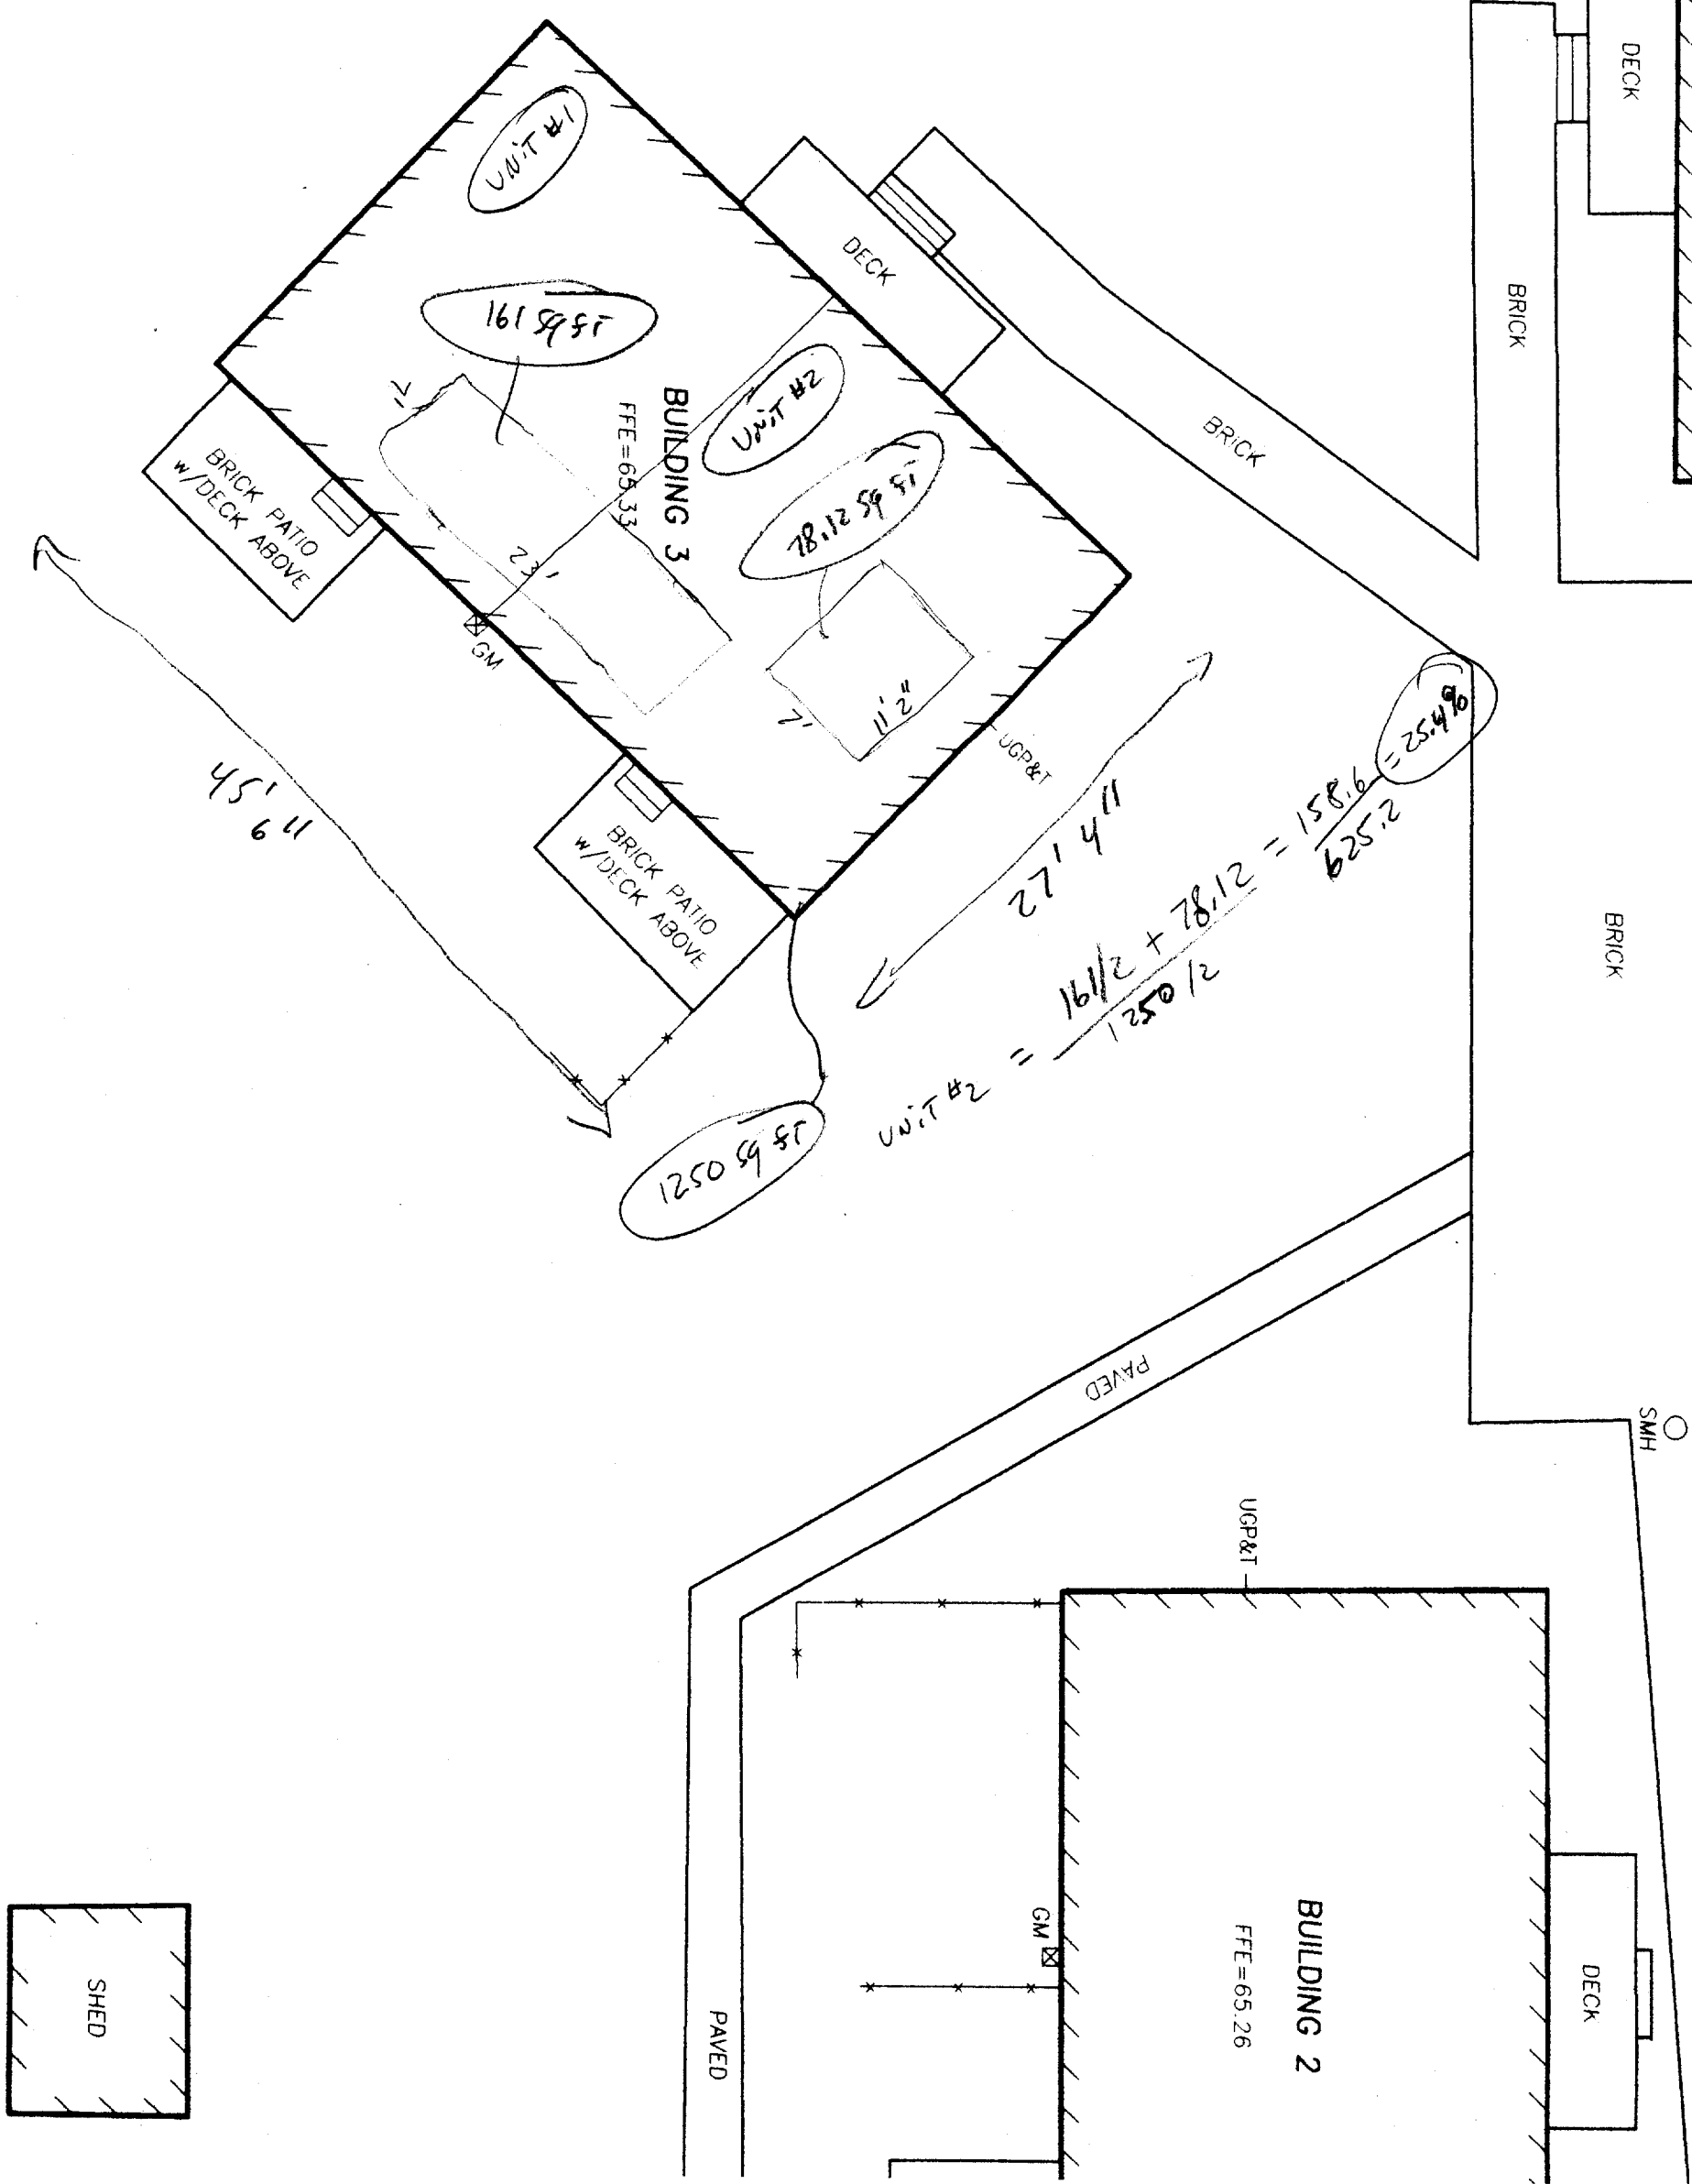 DECK
BRICK
UNIT #1
DECK
161 sq ft
BRICK
UNIT #2
BUILDING 3
FFE=65.33
78.12 sq ft
7'
23'
BRICK PATIO
w/DECK ABOVE
GM
7'
11' 2"
UGP&T
27' 4"
45' 9"
BRICK PATIO
w/DECK ABOVE
UNIT #2 = 161/2 + 78.12 = 158.6 = 25.4%
1250/2 625.2
1250 sq ft
BRICK
PAVED
SMH
UGP&T
BUILDING 2
FFE=65.26
GM
DECK
PAVED
SHED